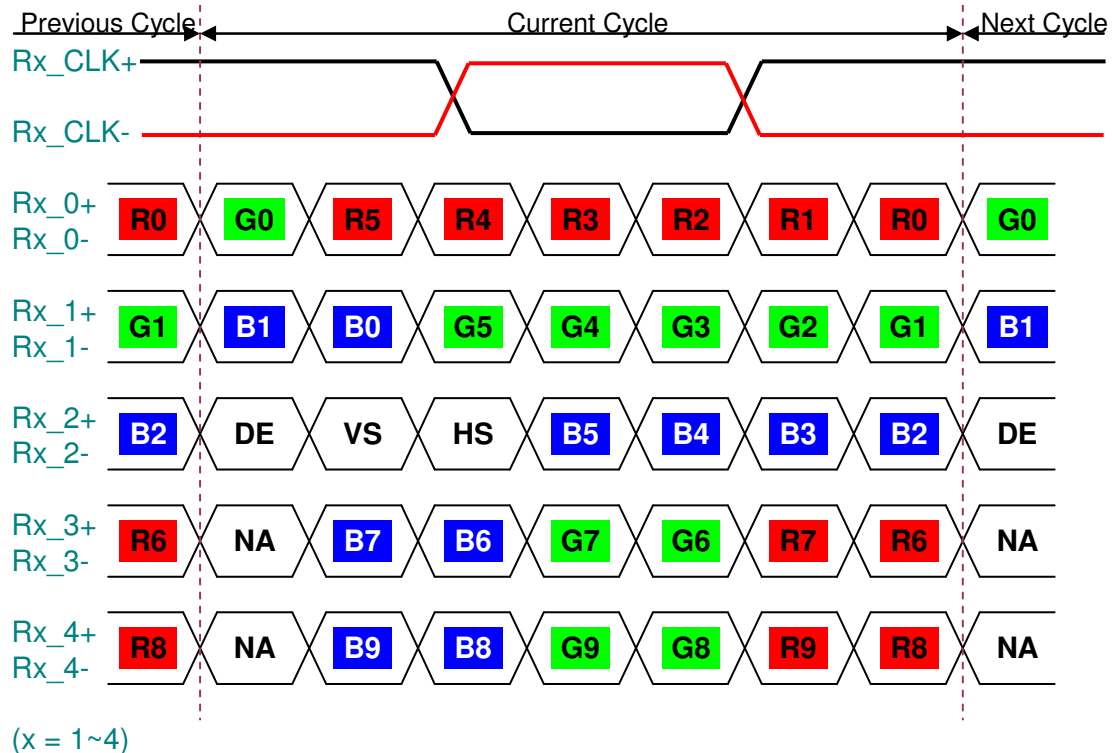 Previous Cycle Current Cycle Next Cycle
Rx_CLK+
Rx_CLK-
Rx_0+
Rx_0-
R0 G0 R5 R4 R3 R2 R1 R0 G0
Rx_1+
Rx_1-
G1 B1 B0 G5 G4 G3 G2 G1 B1
Rx_2+
Rx_2-
B2 DE VS HS B5 B4 B3 B2 DE
Rx_3+
Rx_3-
R6 NA B7 B6 G7 G6 R7 R6 NA
Rx_4+
Rx_4-
R8 NA B9 B8 G9 G8 R9 R8 NA
(x = 1~4)